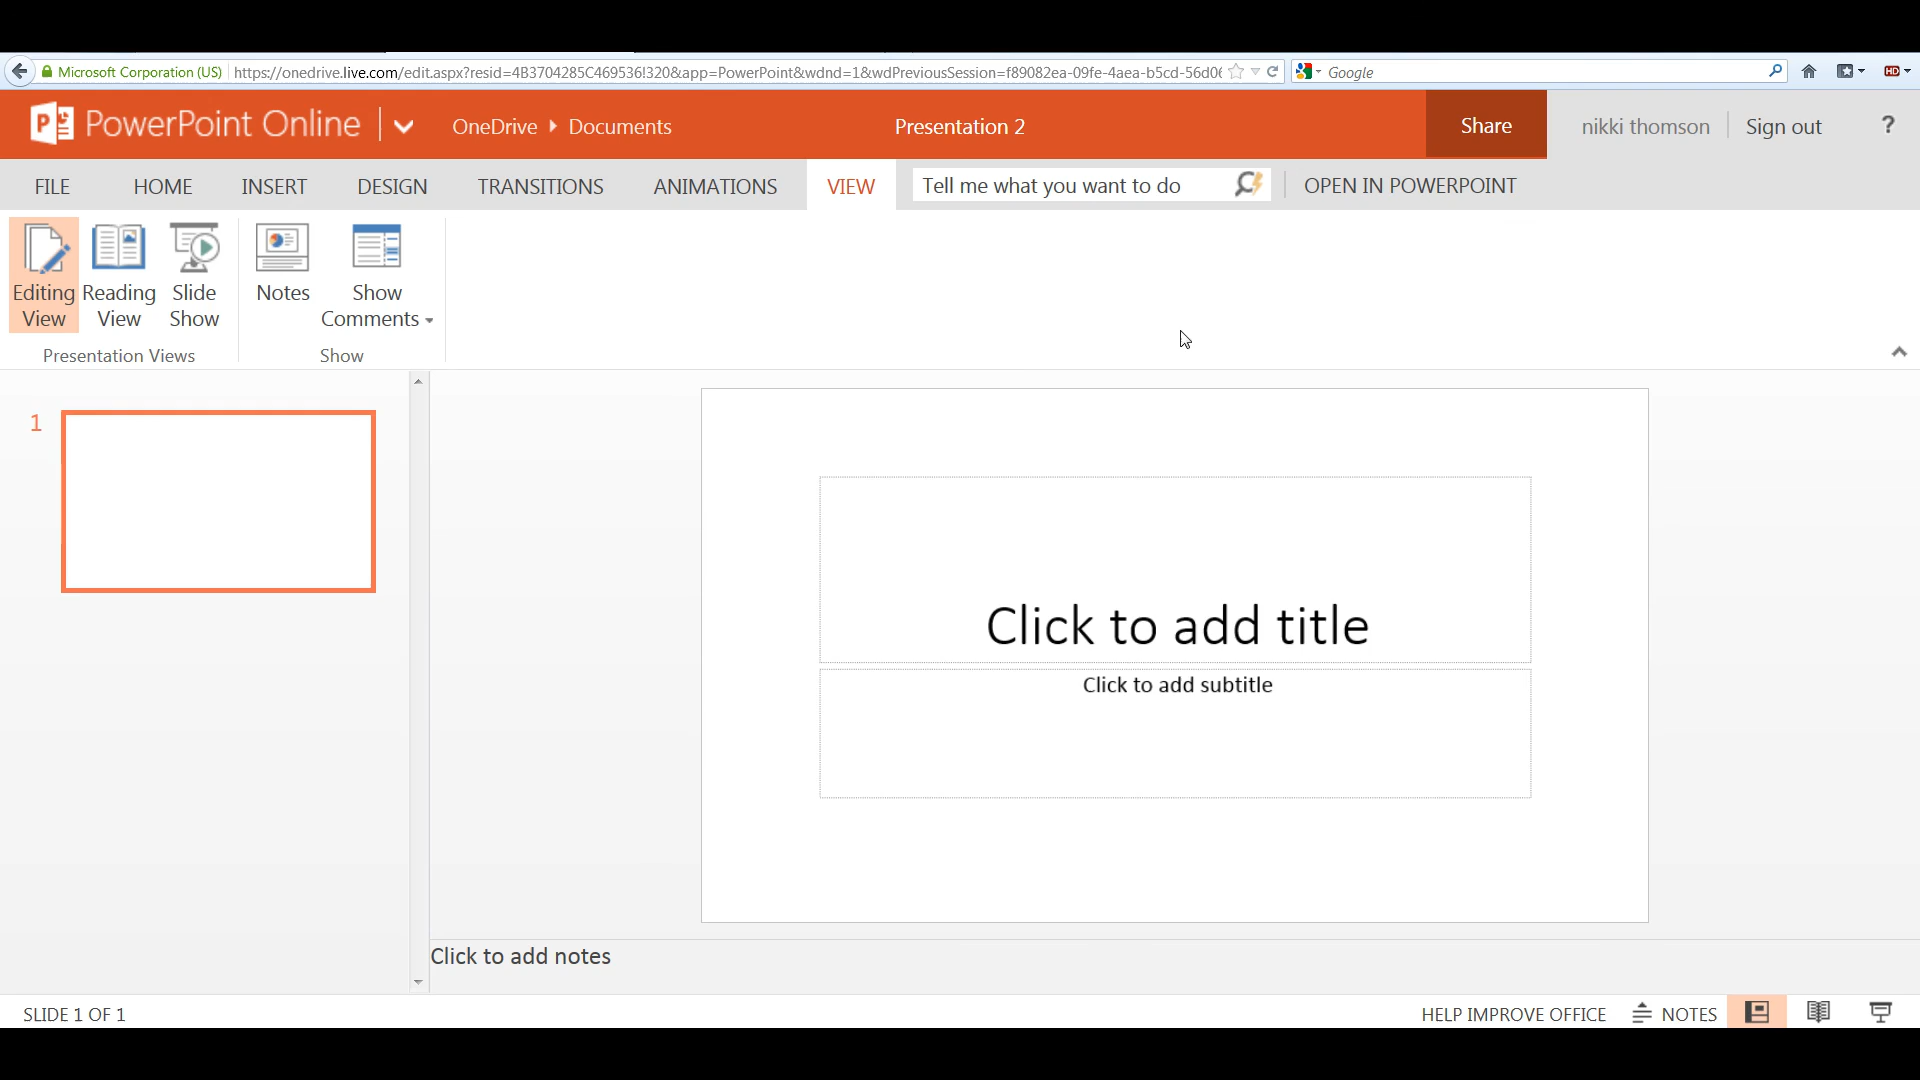 Microsoft Corporation (US) https://onedrive.live.com/edit.aspx?resid=4B3704285C469536!320&app=PowerPoint&wdnd=1&wdPreviousSession=f89082ea-09fe-4aea-b5cd-56d06 Google HD
PowerPoint Online OneDrive Documents Presentation 2 Share nikki thomson Sign out ?
FILE HOME INSERT DESIGN TRANSITIONS ANIMATIONS VIEW Tell me what you want to do OPEN IN POWERPOINT
Editing Reading Slide Notes Show
View View Show Comments
Presentation Views Show
1
Click to add title
Click to add subtitle
Click to add notes
SLIDE 1 OF 1 HELP IMPROVE OFFICE NOTES